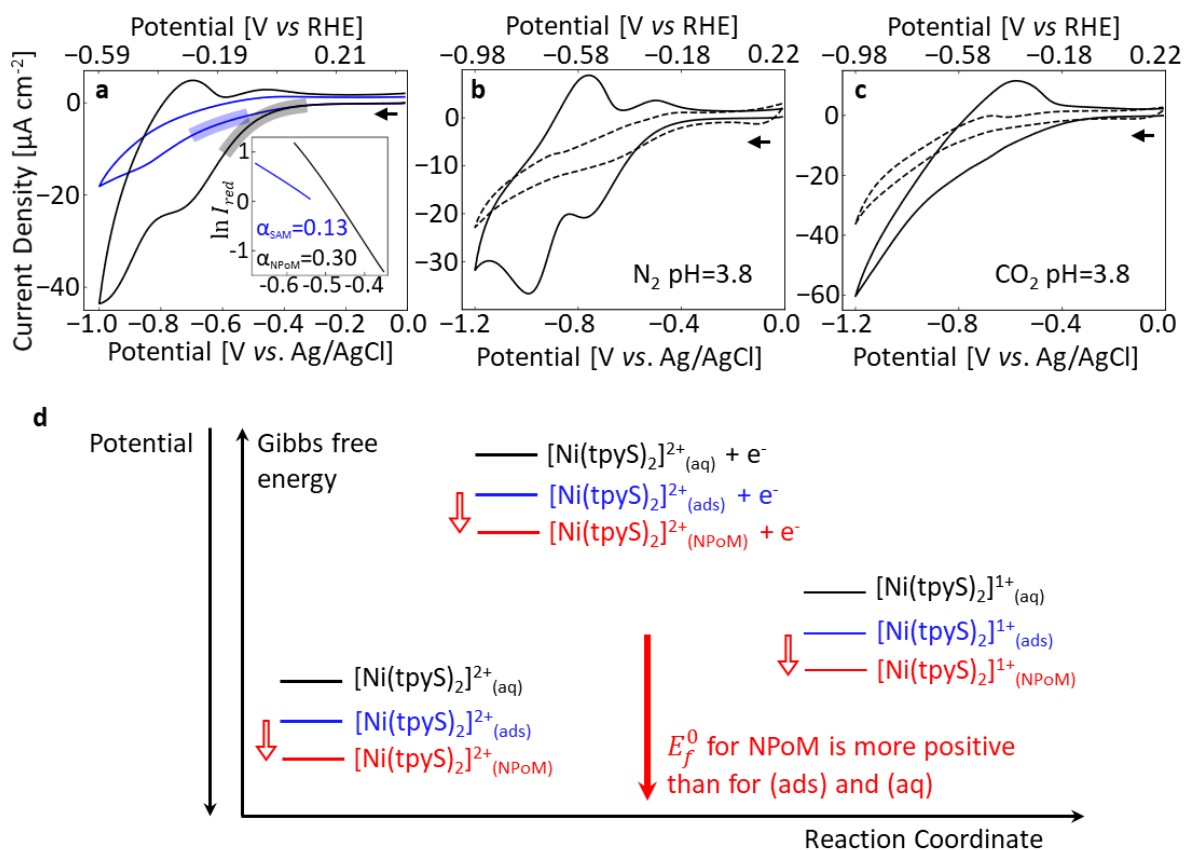 Potential [V vs RHE]
−0.59 −0.19 0.21
Potential [V vs RHE]
−0.98 −0.58 −0.18 0.22
Potential [V vs RHE]
−0.98 −0.58 −0.18 0.22
a
b
c
Current Density [µA cm⁻²]
0
−20
−40
ln I_red
1
0
-1
α_SAM=0.13
α_NPoM=0.30
-0.6 -0.5 -0.4
−1.0 −0.8 −0.6 −0.4 −0.2 0.0
Potential [V vs. Ag/AgCl]
0
−10
−20
−30
N₂ pH=3.8
−1.2 −0.8 −0.4 0.0
Potential [V vs. Ag/AgCl]
0
−20
−40
−60
CO₂ pH=3.8
−1.2 −0.8 −0.4 0.0
Potential [V vs. Ag/AgCl]
d
Potential
Gibbs free
energy
[Ni(tpyS)₂]²⁺(aq) + e⁻
[Ni(tpyS)₂]²⁺(ads) + e⁻
[Ni(tpyS)₂]²⁺(NPoM) + e⁻
[Ni(tpyS)₂]¹⁺(aq)
[Ni(tpyS)₂]¹⁺(ads)
[Ni(tpyS)₂]¹⁺(NPoM)
[Ni(tpyS)₂]²⁺(aq)
[Ni(tpyS)₂]²⁺(ads)
[Ni(tpyS)₂]²⁺(NPoM)
E_f^0 for NPoM is more positive
than for (ads) and (aq)
Reaction Coordinate